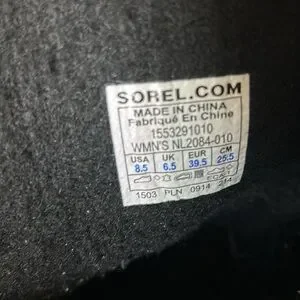 SOREL.COM
MADE IN CHINA
Fabriqué En Chine
1553291010
WMN'S NL2084-010
USA UK EUR CM
8.5 6.5 39.5 25.5
1503 PLN 0914 214